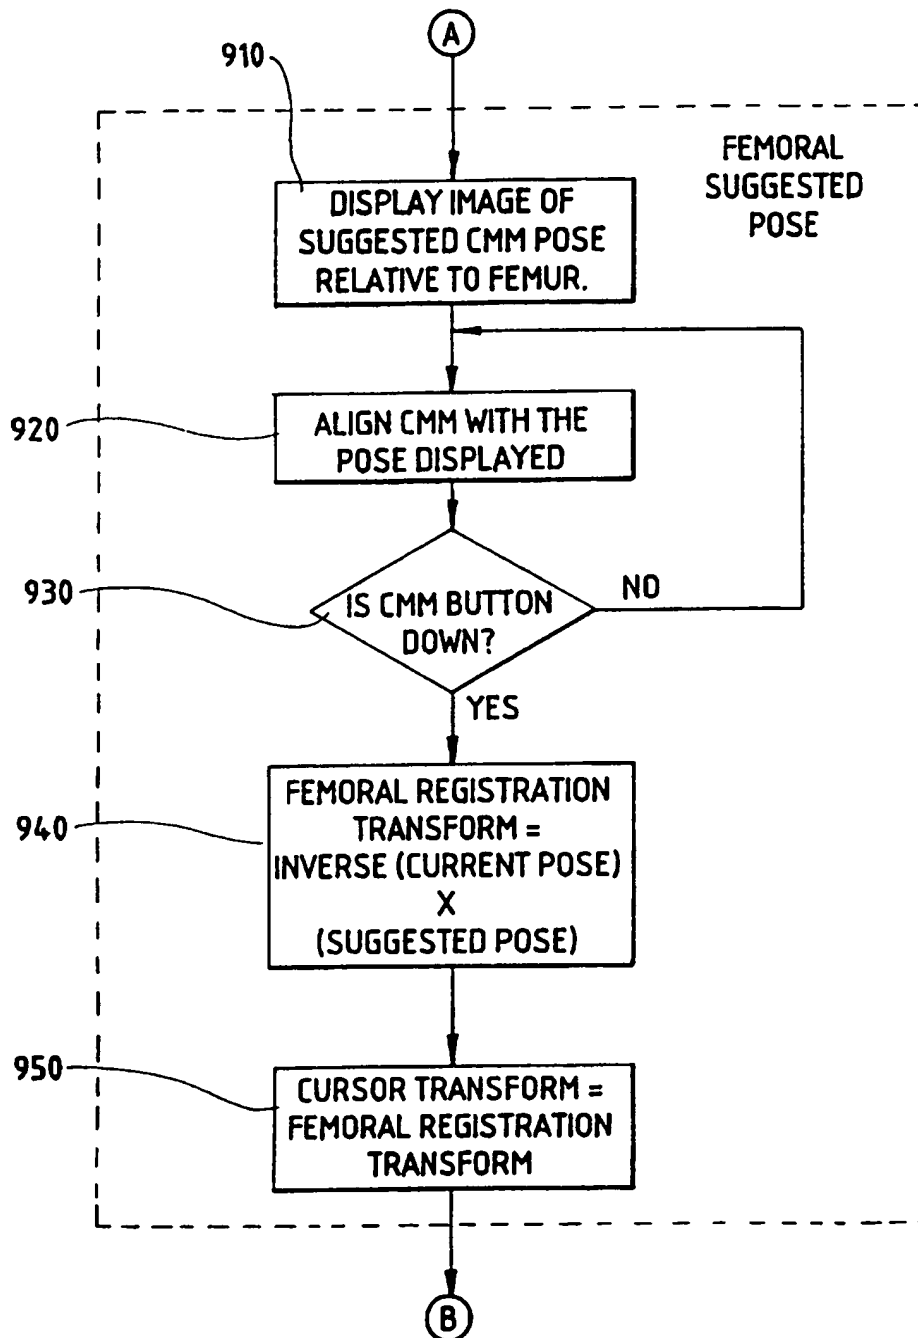 A
910
FEMORAL
SUGGESTED
POSE
DISPLAY IMAGE OF
SUGGESTED CMM POSE
RELATIVE TO FEMUR.
920
ALIGN CMM WITH THE
POSE DISPLAYED
930
IS CMM BUTTON
DOWN?
NO
YES
940
FEMORAL REGISTRATION
TRANSFORM =
INVERSE (CURRENT POSE)
X
(SUGGESTED POSE)
950
CURSOR TRANSFORM =
FEMORAL REGISTRATION
TRANSFORM
B